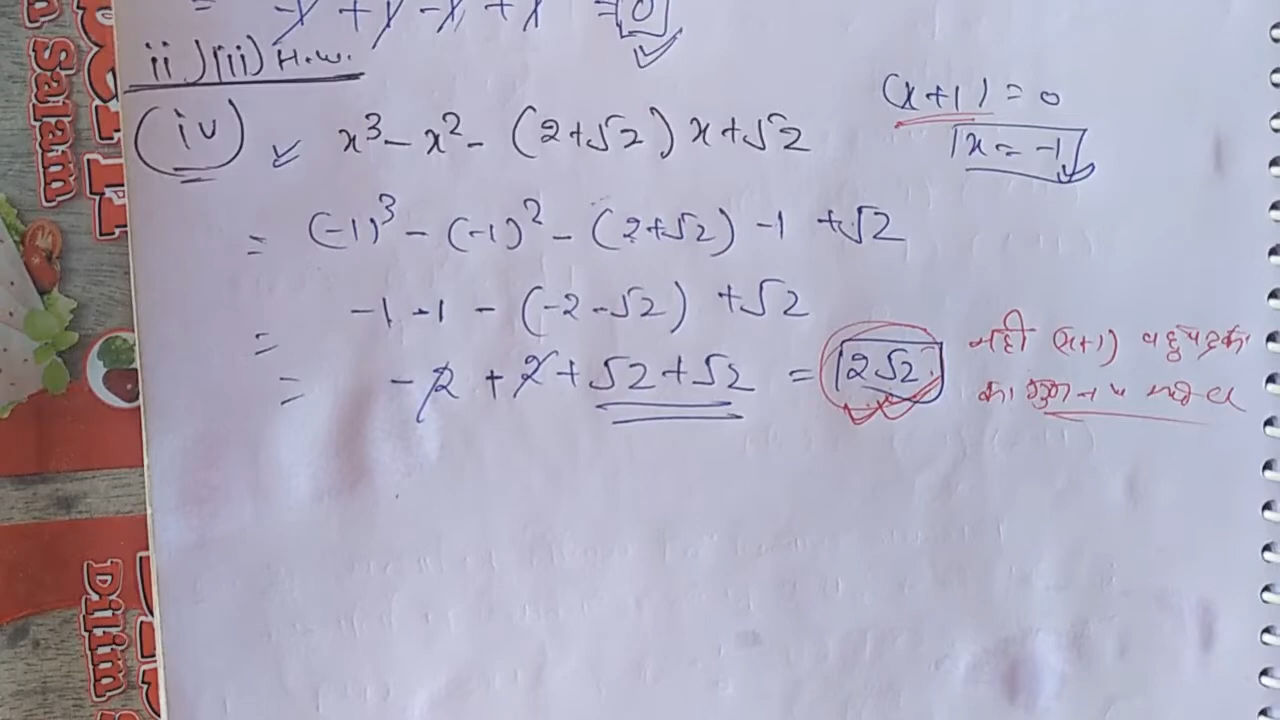 = -1 + 1 - 1 + 1 = 0
ii) iii) H.w.
(iv) x³ - x² - (2+√2) x + √2
(x+1) = 0
x = -1
= (-1)³ - (-1)² - (2+√2) -1 + √2
= -1 -1 - (-2-√2) + √2
= -2 + 2 + √2 + √2 = 2√2
नही (x+1) बहुपद का
का
Salam
Dilim